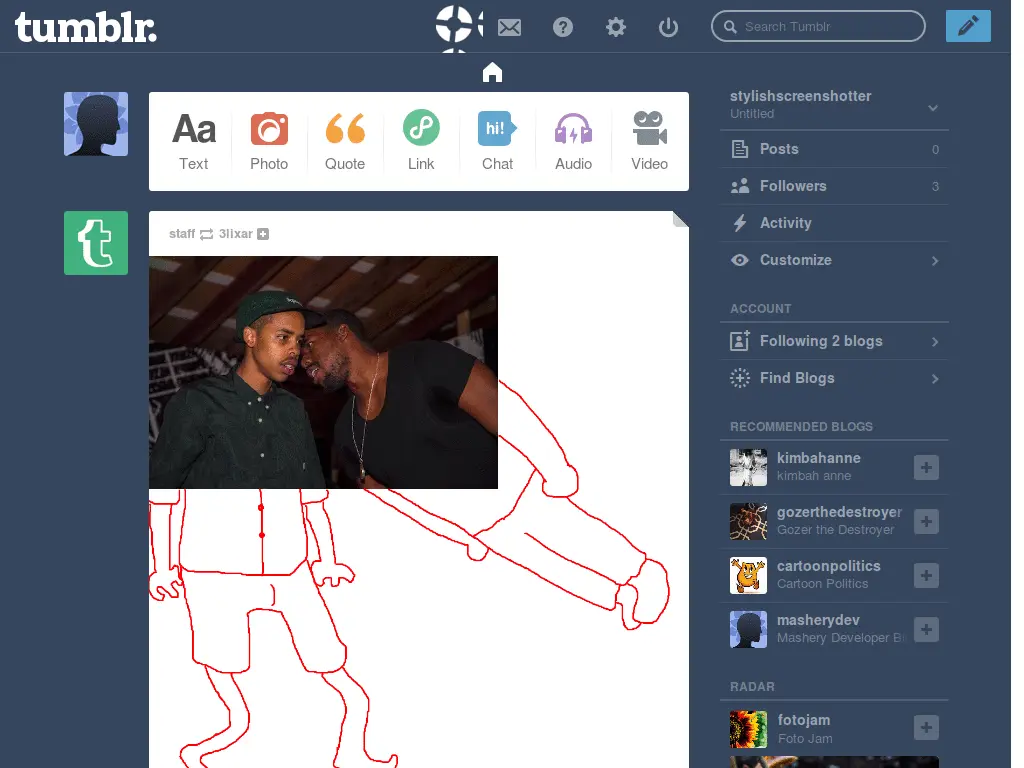 tumblr.
Search Tumblr
Aa
hi!
Text
Photo
Quote
Link
Chat
Audio
Video
staff 3lixar
stylishscreenshotter
Untitled
Posts 0
Followers 3
Activity
Customize
ACCOUNT
Following 2 blogs
Find Blogs
RECOMMENDED BLOGS
kimbahanne
kimbah anne
gozerthedestroyer
Gozer the Destroyer
cartoonpolitics
Cartoon Politics
masherydev
Mashery Developer Bl
RADAR
fotojam
Foto Jam